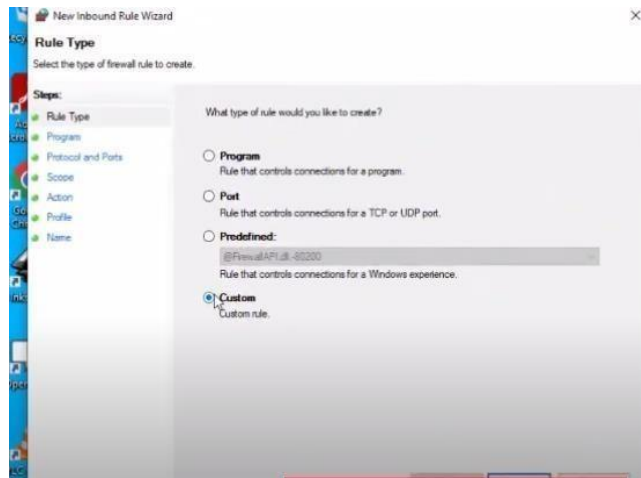 New Inbound Rule Wizard
Rule Type
Select the type of firewall rule to create.
Steps:
Rule Type
Program
Protocol and Ports
Scope
Action
Profile
Name
What type of rule would you like to create?
Program
Rule that controls connections for a program.
Port
Rule that controls connections for a TCP or UDP port.
Predefined:
@FirewallAPI.dll,-80200
Rule that controls connections for a Windows experience.
Custom
Custom rule.